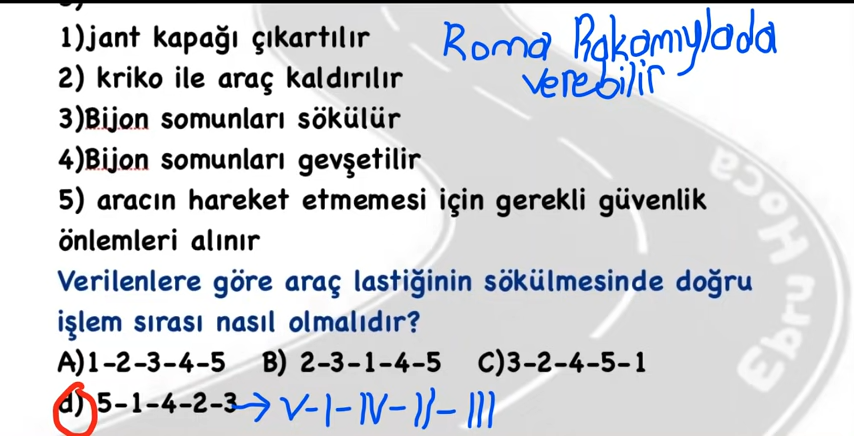 1)jant kapağı çıkartılır
Roma Rakamıylada
verebilir
2) kriko ile araç kaldırılır
3)Bijon somunları sökülür
4)Bijon somunları gevşetilir
5) aracın hareket etmemesi için gerekli güvenlik
önlemleri alınır
Verilenlere göre araç lastiğinin sökülmesinde doğru
işlem sırası nasıl olmalıdır?
A)1-2-3-4-5 B) 2-3-1-4-5 C)3-2-4-5-1
d) 5-1-4-2-3→ V-I-IV-II-III
Ebru Hoca